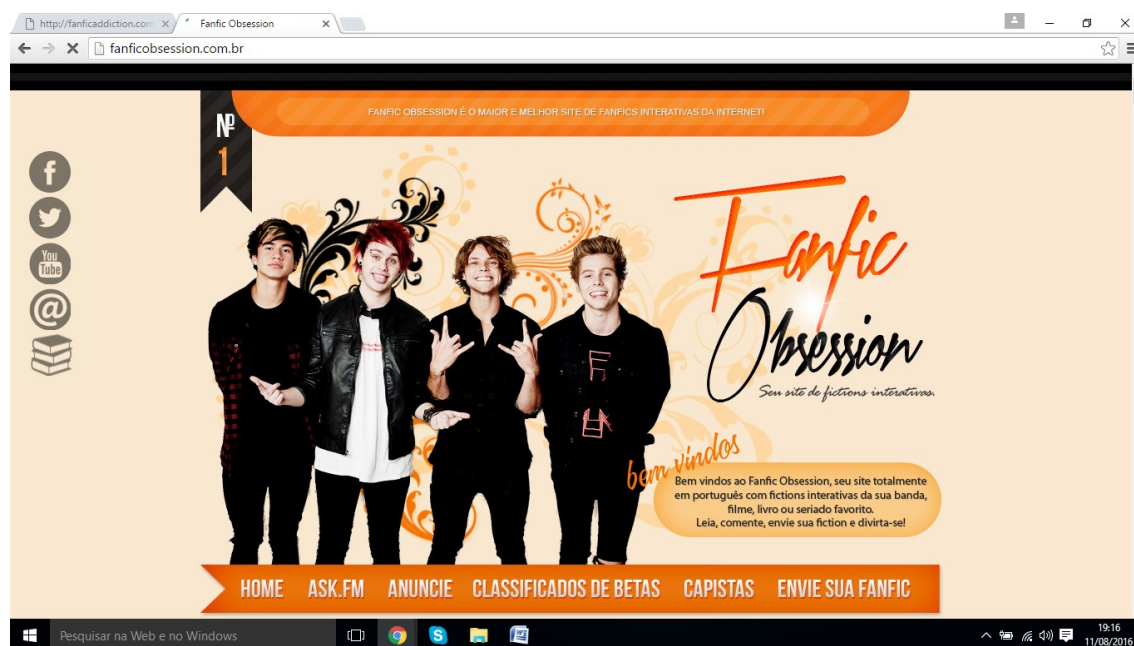 http://fanficaddiction.com
Fanfic Obsession
fanficobsession.com.br
FANFIC OBSESSION É O MAIOR E MELHOR SITE DE FANFICS INTERATIVAS DA INTERNET!
Nº
1
f
You
Tube
@
Fanfic
Obsession
Seu site de fictions interativas.
bem vindos
Bem vindos ao Fanfic Obsession, seu site totalmente
em português com fictions interativas da sua banda,
filme, livro ou seriado favorito.
Leia, comente, envie sua fiction e divirta-se!
HOME ASK.FM ANUNCIE CLASSIFICADOS DE BETAS CAPISTAS ENVIE SUA FANFIC
Pesquisar na Web e no Windows
19:16
11/08/2016